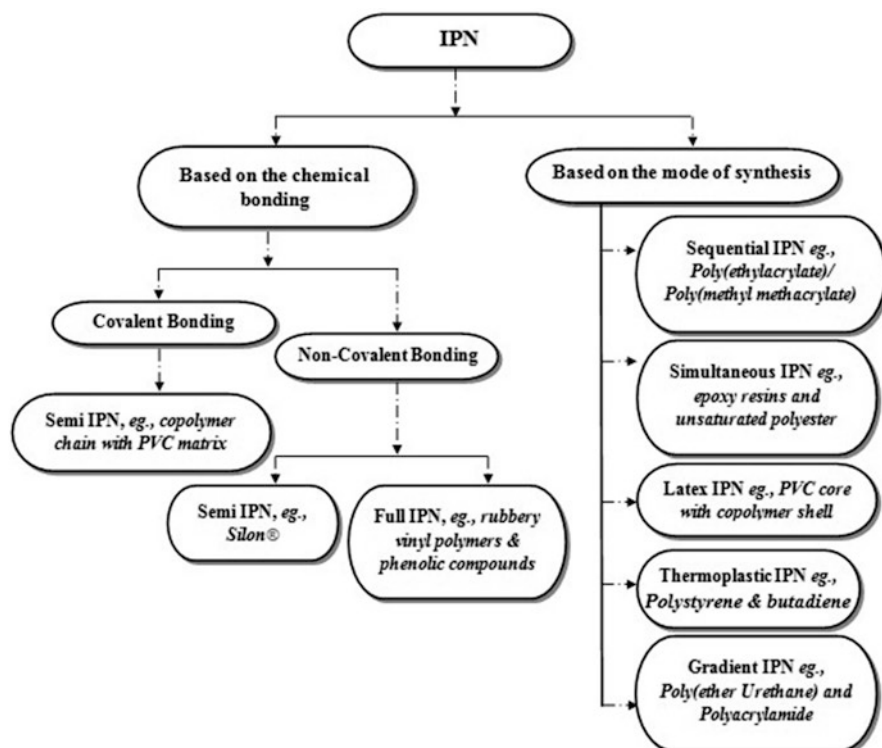 IPN
Based on the chemical
bonding
Based on the mode of synthesis
Covalent Bonding
Non-Covalent Bonding
Semi IPN, eg., copolymer
chain with PVC matrix
Semi IPN, eg.,
Silon®
Full IPN, eg., rubbery
vinyl polymers &
phenolic compounds
Sequential IPN eg.,
Poly(ethylacrylate)/
Poly(methyl methacrylate)
Simultaneous IPN eg.,
epoxy resins and
unsaturated polyester
Latex IPN eg., PVC core
with copolymer shell
Thermoplastic IPN eg.,
Polystyrene & butadiene
Gradient IPN eg.,
Poly(ether Urethane) and
Polyacrylamide